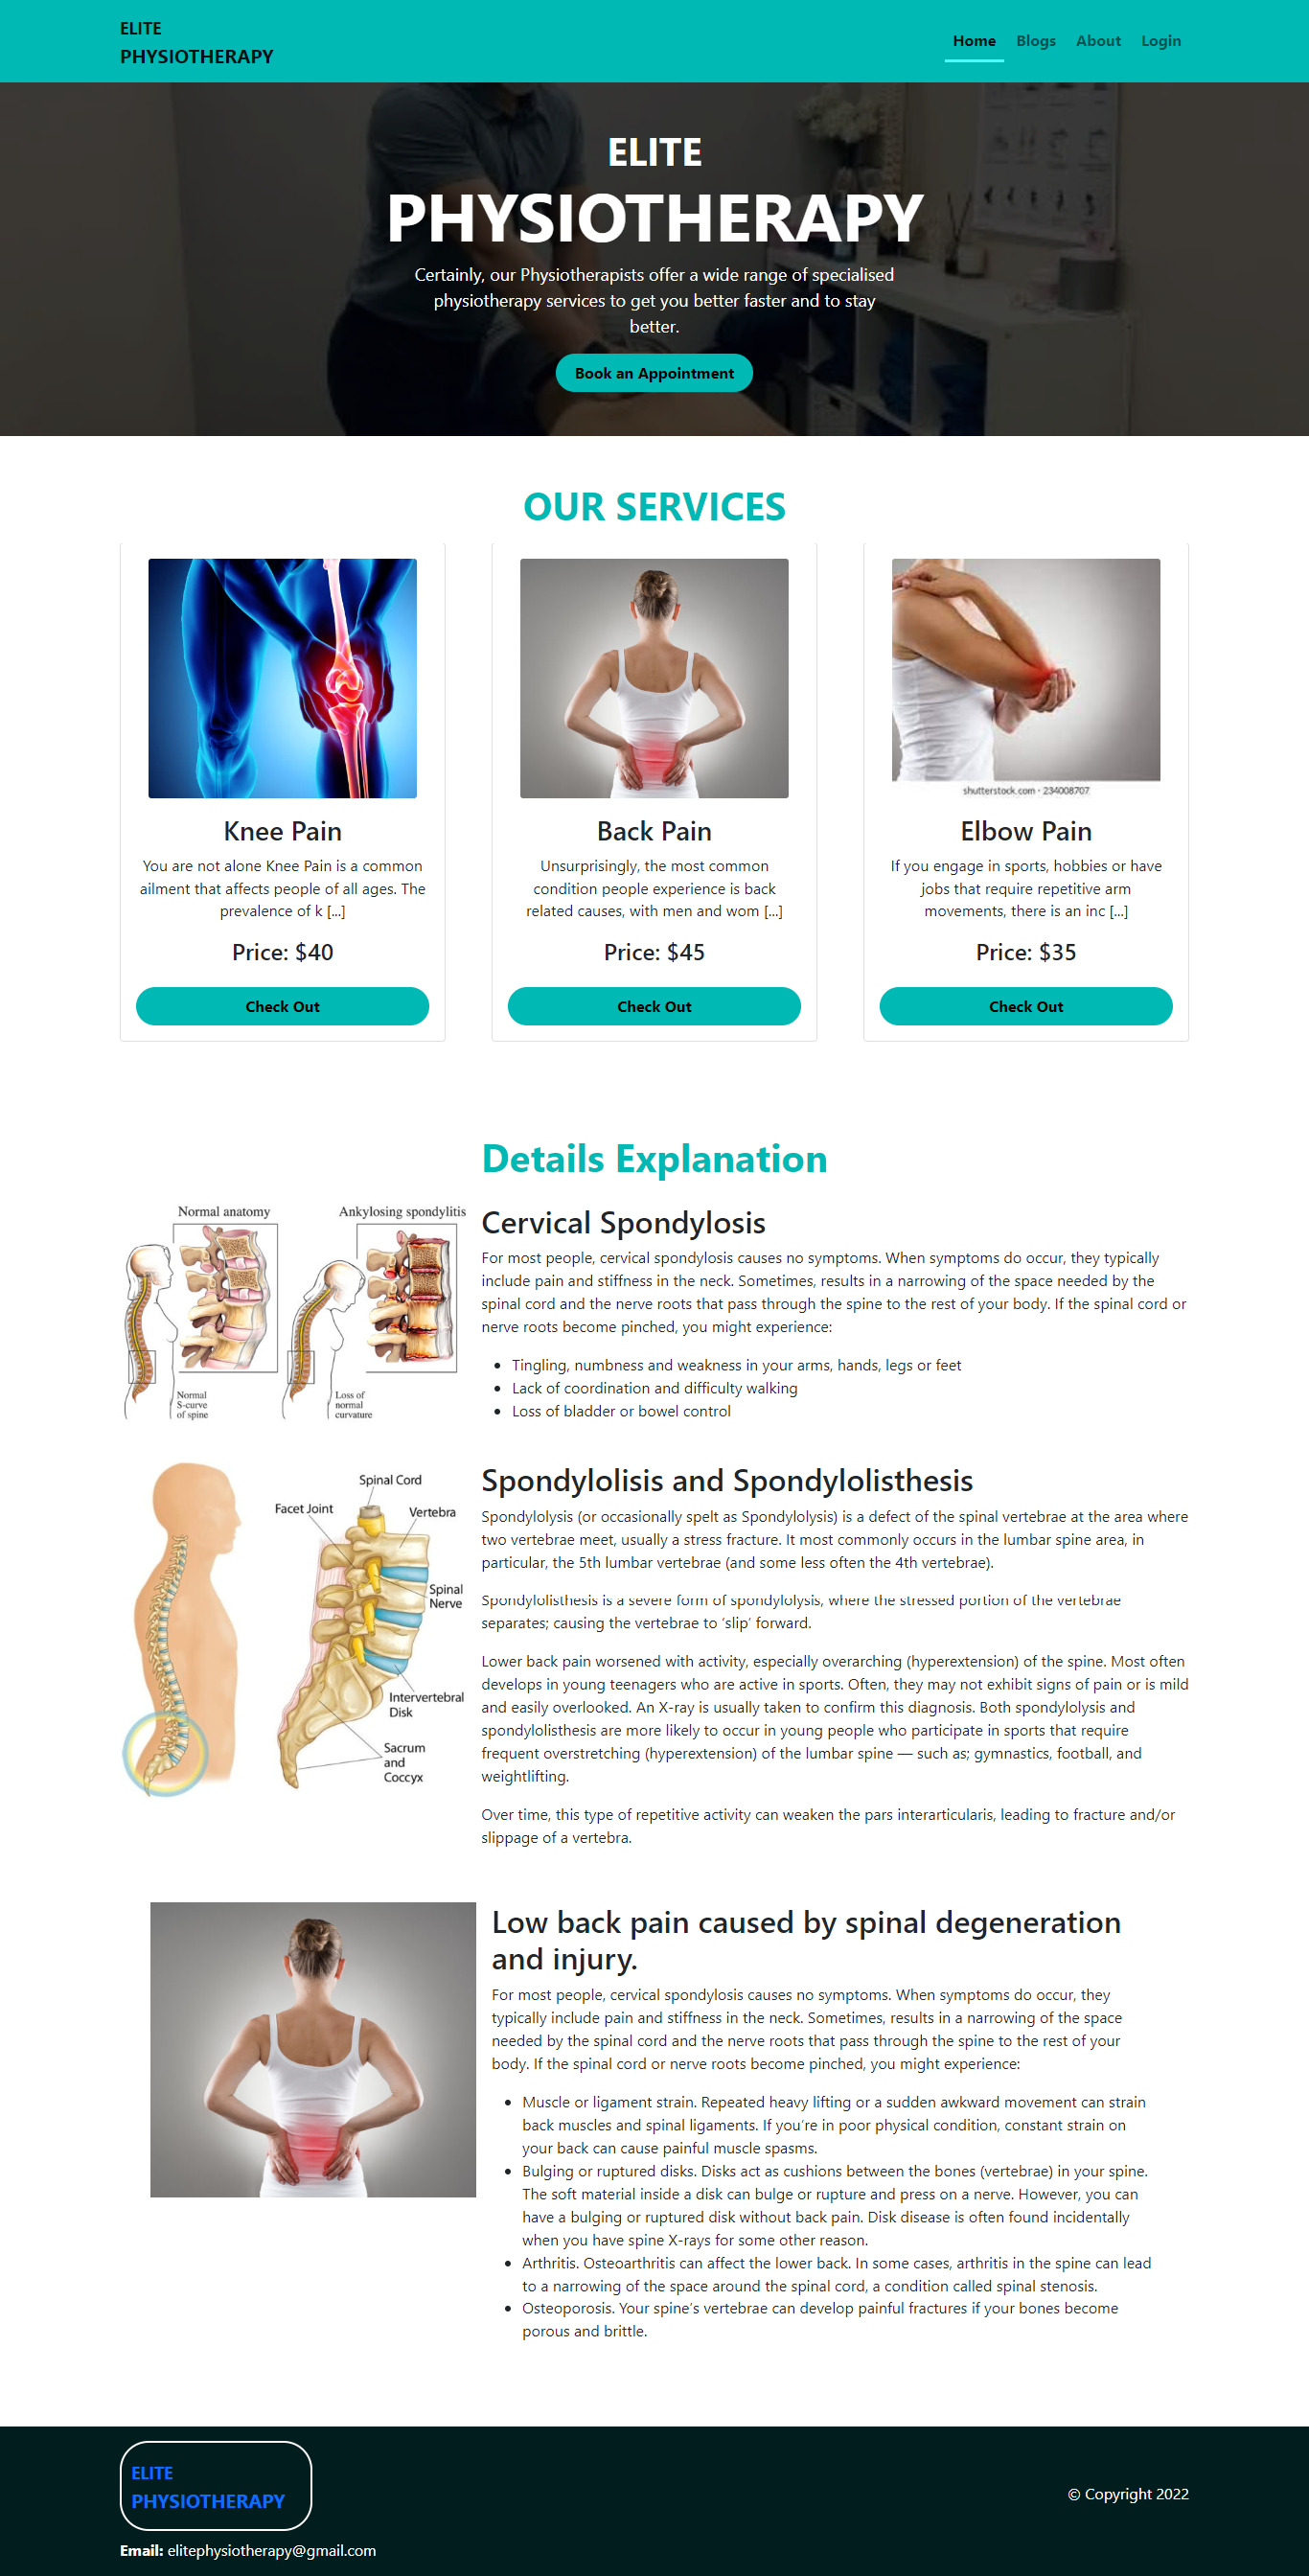 ELITE
PHYSIOTHERAPY
Home Blogs About Login
ELITE
PHYSIOTHERAPY
Certainly, our Physiotherapists offer a wide range of specialised
physiotherapy services to get you better faster and to stay
better.
Book an Appointment
OUR SERVICES
shutterstock.com • 234008707
Knee Pain
You are not alone Knee Pain is a common
ailment that affects people of all ages. The
prevalence of k [...]
Price: $40
Check Out
Back Pain
Unsurprisingly, the most common
condition people experience is back
related causes, with men and wom [...]
Price: $45
Check Out
Elbow Pain
If you engage in sports, hobbies or have
jobs that require repetitive arm
movements, there is an inc [...]
Price: $35
Check Out
Details Explanation
Normal anatomy
Ankylosing spondylitis
Normal
S-curve
of spine
Loss of
normal
curvature
Cervical Spondylosis
For most people, cervical spondylosis causes no symptoms. When symptoms do occur, they typically
include pain and stiffness in the neck. Sometimes, results in a narrowing of the space needed by the
spinal cord and the nerve roots that pass through the spine to the rest of your body. If the spinal cord or
nerve roots become pinched, you might experience:
Tingling, numbness and weakness in your arms, hands, legs or feet
Lack of coordination and difficulty walking
Loss of bladder or bowel control
Spinal Cord
Facet Joint
Vertebra
Spinal
Nerve
Intervertebral
Disk
Sacrum
and
Coccyx
Spondylolisis and Spondylolisthesis
Spondylolysis (or occasionally spelt as Spondylolysis) is a defect of the spinal vertebrae at the area where
two vertebrae meet, usually a stress fracture. It most commonly occurs in the lumbar spine area, in
particular, the 5th lumbar vertebrae (and some less often the 4th vertebrae).
Spondylolisthesis is a severe form of spondylolysis, where the stressed portion of the vertebrae
separates; causing the vertebrae to ‘slip’ forward.
Lower back pain worsened with activity, especially overarching (hyperextension) of the spine. Most often
develops in young teenagers who are active in sports. Often, they may not exhibit signs of pain or is mild
and easily overlooked. An X-ray is usually taken to confirm this diagnosis. Both spondylolysis and
spondylolisthesis are more likely to occur in young people who participate in sports that require
frequent overstretching (hyperextension) of the lumbar spine — such as; gymnastics, football, and
weightlifting.
Over time, this type of repetitive activity can weaken the pars interarticularis, leading to fracture and/or
slippage of a vertebra.
Low back pain caused by spinal degeneration
and injury.
For most people, cervical spondylosis causes no symptoms. When symptoms do occur, they
typically include pain and stiffness in the neck. Sometimes, results in a narrowing of the space
needed by the spinal cord and the nerve roots that pass through the spine to the rest of your
body. If the spinal cord or nerve roots become pinched, you might experience:
Muscle or ligament strain. Repeated heavy lifting or a sudden awkward movement can strain
back muscles and spinal ligaments. If you’re in poor physical condition, constant strain on
your back can cause painful muscle spasms.
Bulging or ruptured disks. Disks act as cushions between the bones (vertebrae) in your spine.
The soft material inside a disk can bulge or rupture and press on a nerve. However, you can
have a bulging or ruptured disk without back pain. Disk disease is often found incidentally
when you have spine X-rays for some other reason.
Arthritis. Osteoarthritis can affect the lower back. In some cases, arthritis in the spine can lead
to a narrowing of the space around the spinal cord, a condition called spinal stenosis.
Osteoporosis. Your spine’s vertebrae can develop painful fractures if your bones become
porous and brittle.
ELITE
PHYSIOTHERAPY
© Copyright 2022
Email: elitephysiotherapy@gmail.com